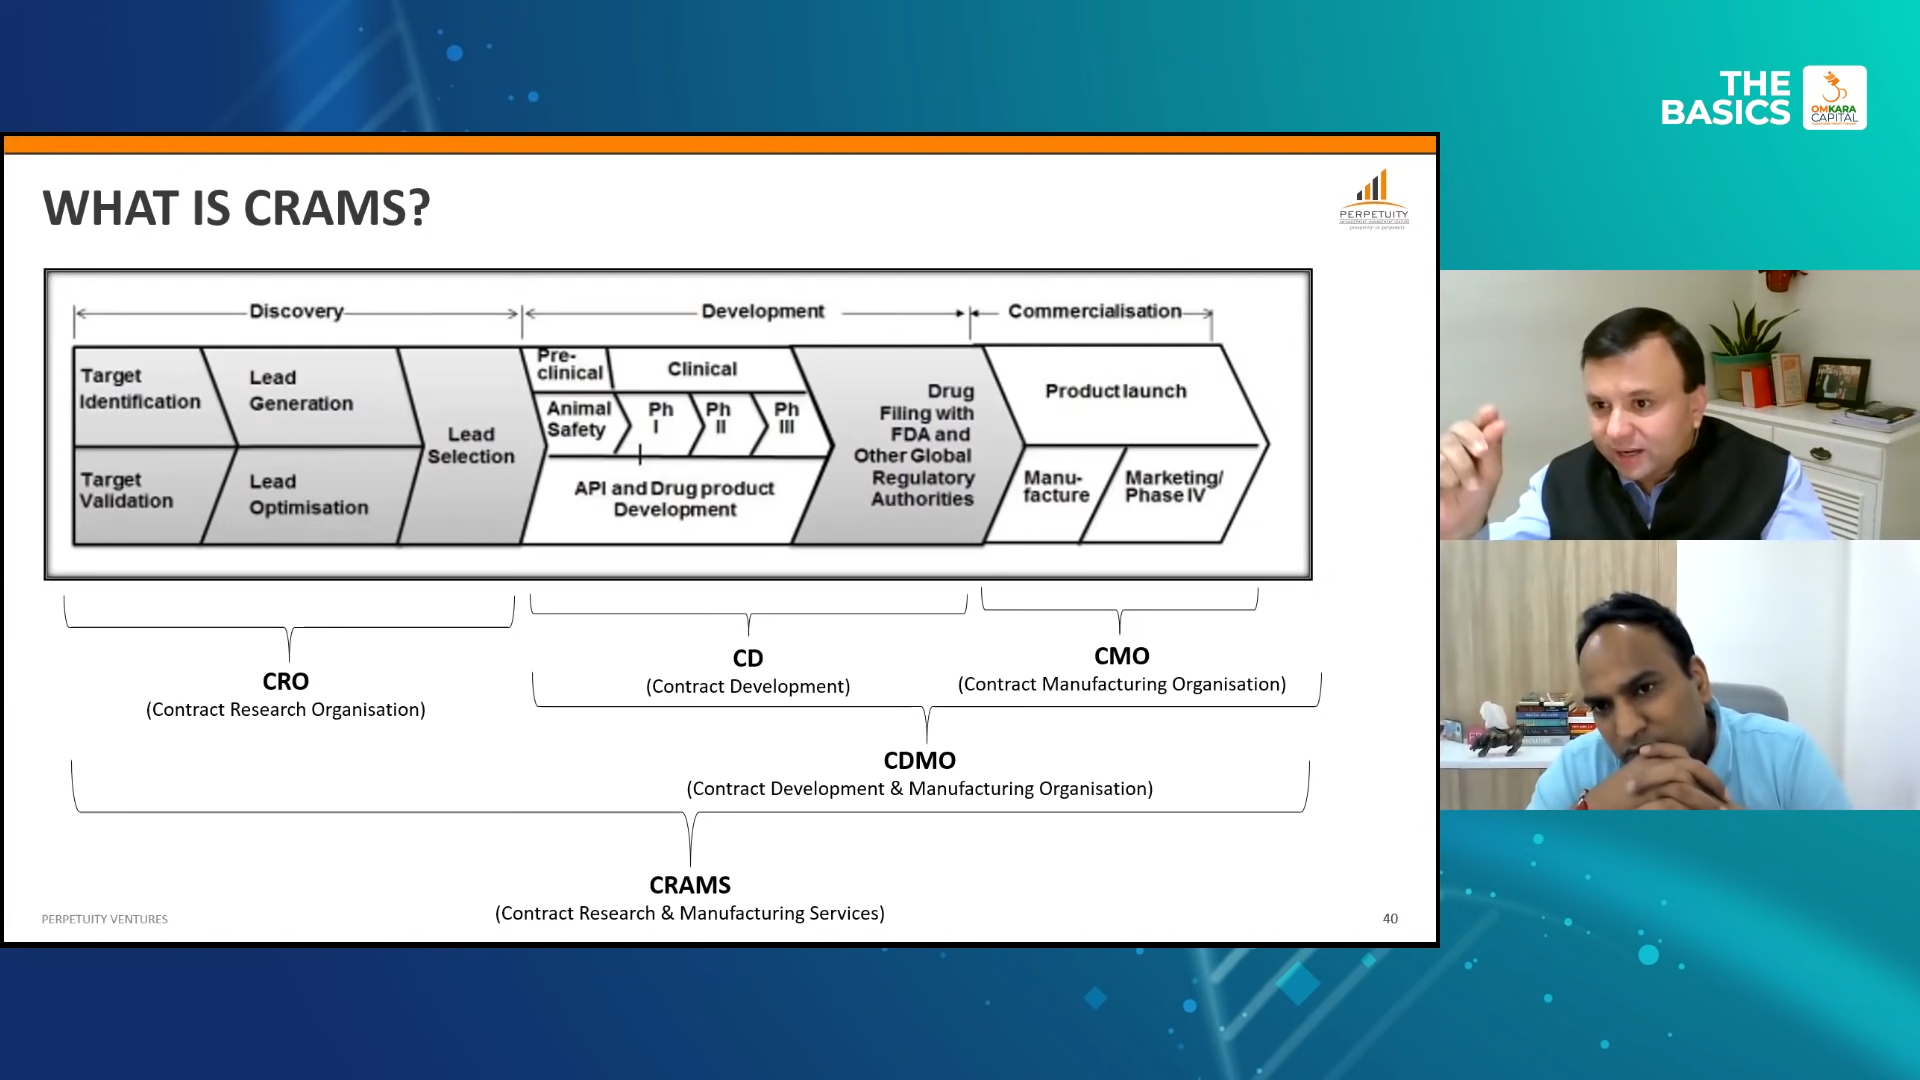 THE
BASICS
OMKARA
CAPITAL
WHAT IS CRAMS?
PERPETUITY
prosperity in perpetuity
Discovery
Development
Commercialisation
Target
Identification
Lead
Generation
Target
Validation
Lead
Optimisation
Lead
Selection
Pre-
clinical
Clinical
Animal
Safety
Ph
I
Ph
II
Ph
III
API and Drug product
Development
Drug
Filing with
FDA and
Other Global
Regulatory
Authorities
Product launch
Manu-
facture
Marketing/
Phase IV
CRO
(Contract Research Organisation)
CD
(Contract Development)
CMO
(Contract Manufacturing Organisation)
CDMO
(Contract Development & Manufacturing Organisation)
CRAMS
(Contract Research & Manufacturing Services)
PERPETUITY VENTURES
40